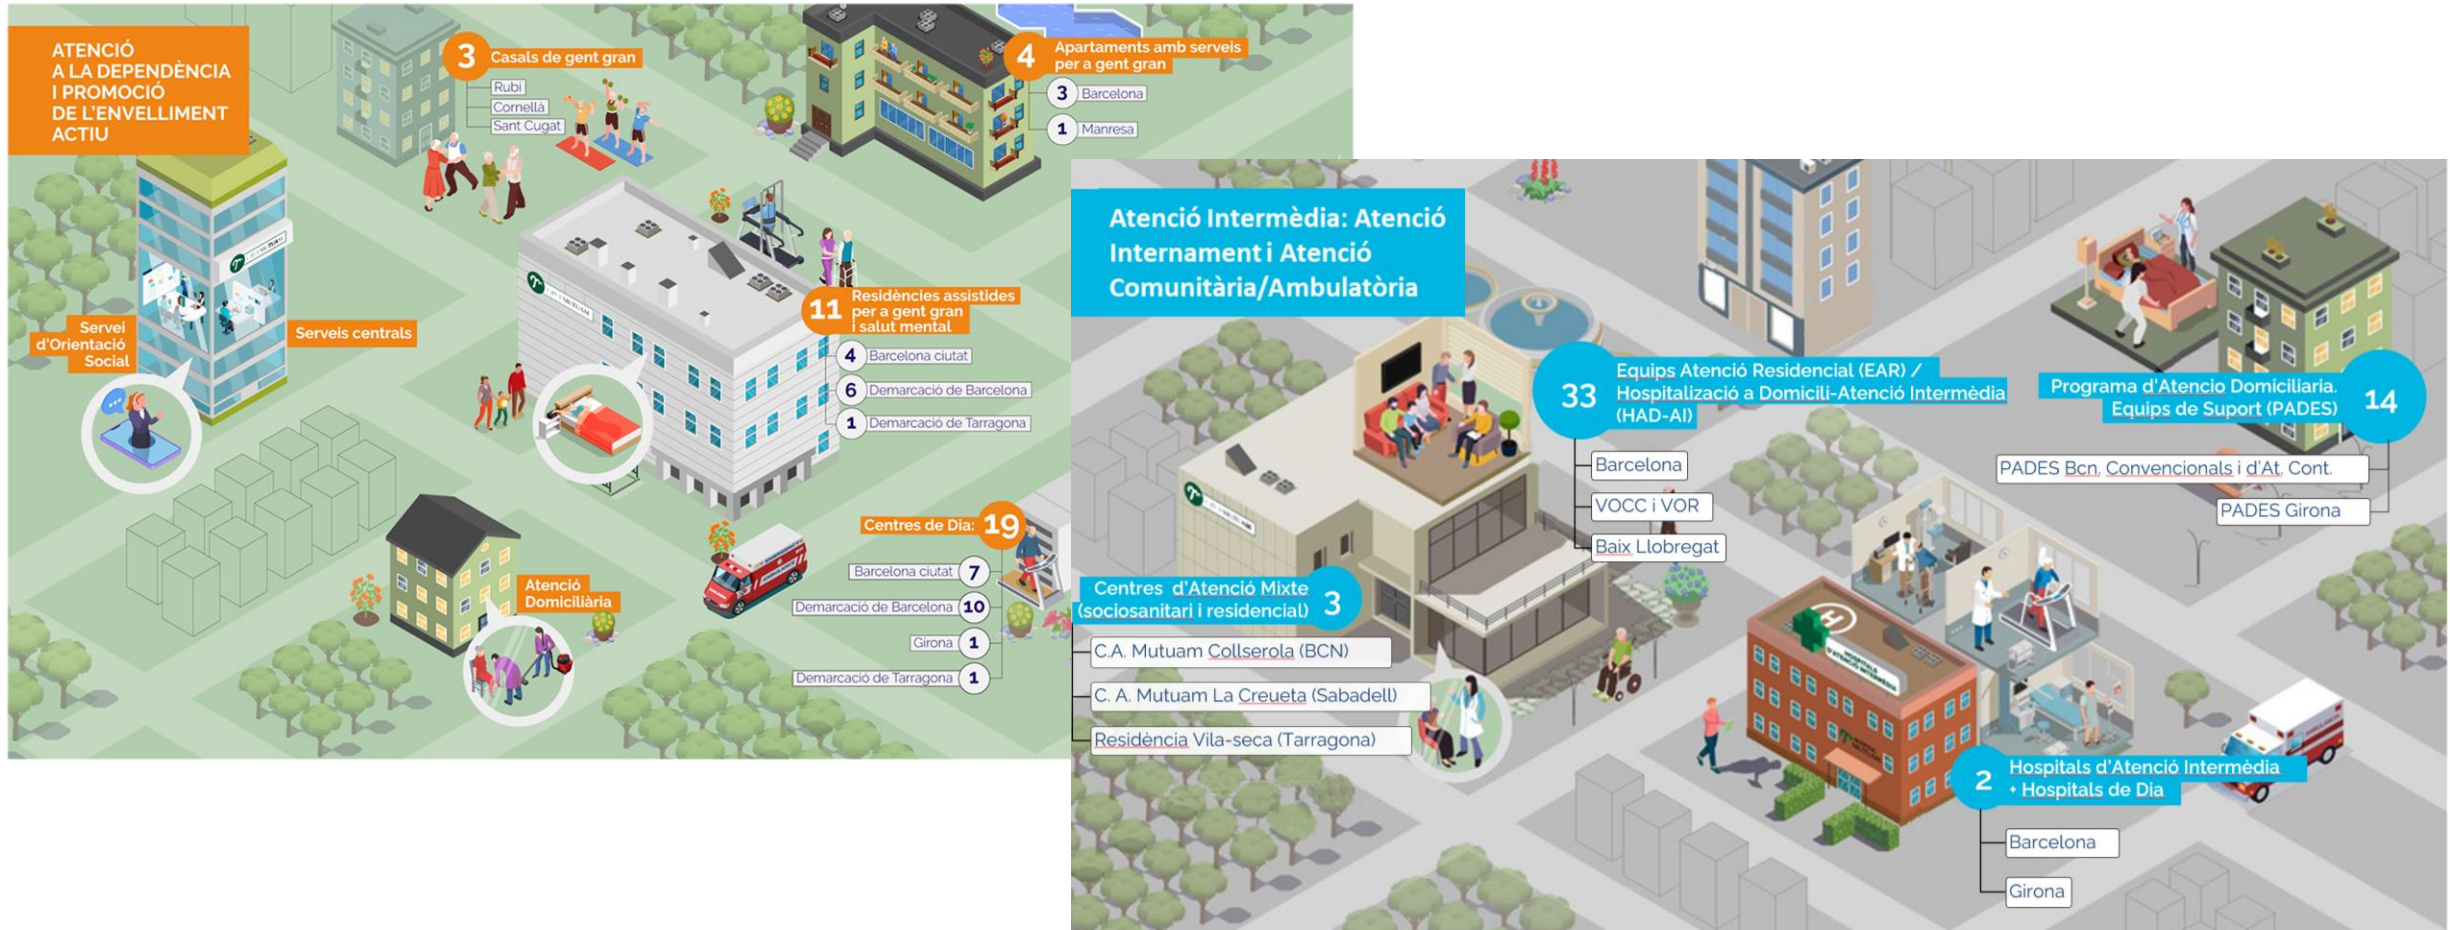 ATENCIÓ
A LA DEPENDÈNCIA
I PROMOCIÓ
DE L'ENVELLIMENT
ACTIU
3 Casals de gent gran
Rubí
Cornellà
Sant Cugat
4 Apartaments amb serveis
per a gent gran
3 Barcelona
1 Manresa
Servei
d'Orientació
Social
Serveis centrals
11 Residències assistides
per a gent gran
i salut mental
4 Barcelona ciutat
6 Demarcació de Barcelona
1 Demarcació de Tarragona
Centres de Dia: 19
Barcelona ciutat 7
Demarcació de Barcelona 10
Girona 1
Demarcació de Tarragona 1
Atenció
Domiciliària
Atenció Intermèdia: Atenció
Internament i Atenció
Comunitària/Ambulatòria
33 Equips Atenció Residencial (EAR) /
Hospitalizació a Domicili-Atenció Intermèdia
(HAD-AI)
Barcelona
VOCC i VOR
Baix Llobregat
Programa d'Atencio Domiciliaria.
Equips de Suport (PADES) 14
PADES Bcn. Convencionals i d'At. Cont.
PADES Girona
Centres d'Atenció Mixte
(sociosanitari i residencial) 3
C.A. Mutuam Collserola (BCN)
C. A. Mutuam La Creueta (Sabadell)
Residència Vila-seca (Tarragona)
H
HOSPITALS
D'ATENCIÓ INTERMÈDIA
2 Hospitals d'Atenció Intermèdia
+ Hospitals de Dia
Barcelona
Girona